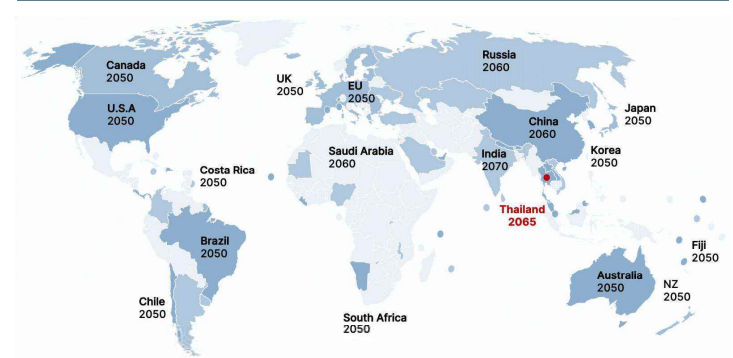 Canada
2050
U.S.A
2050
UK
2050
EU
2050
Russia
2060
Japan
2050
China
2060
Korea
2050
India
2070
Saudi Arabia
2060
Costa Rica
2050
Thailand
2065
Brazil
2050
Fiji
2050
Australia
2050
NZ
2050
Chile
2050
South Africa
2050